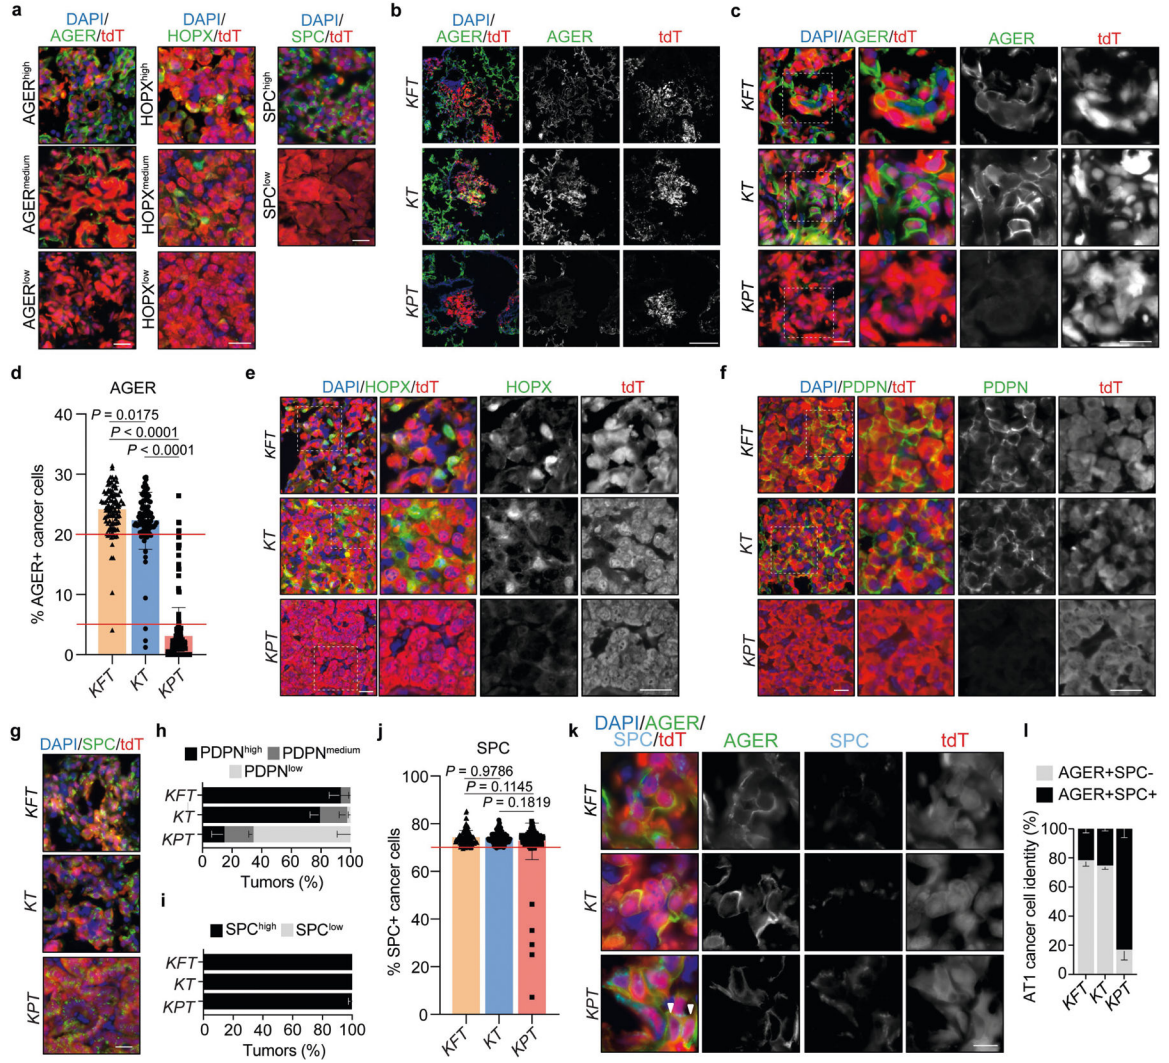 a
DAPI/
AGER/tdT
DAPI/
HOPX/tdT
DAPI/
SPC/tdT
AGERhigh
AGERmedium
AGERlow
HOPXhigh
HOPXmedium
HOPXlow
SPChigh
SPClow
b
DAPI/
AGER/tdT
AGER
tdT
KFT
KT
KPT
c
DAPI/AGER/tdT
AGER
tdT
KFT
KT
KPT
d
AGER
% AGER+ cancer cells
40
30
20
10
0
P = 0.0175
P < 0.0001
P < 0.0001
KFT
KT
KPT
e
DAPI/HOPX/tdT
HOPX
tdT
KFT
KT
KPT
f
DAPI/PDPN/tdT
PDPN
tdT
KFT
KT
KPT
g
DAPI/SPC/tdT
KFT
KT
KPT
h
PDPNhigh
PDPNmedium
PDPNlow
KFT
KT
KPT
0 20 40 60 80 100
Tumors (%)
i
SPChigh
SPClow
KFT
KT
KPT
0 20 40 60 80 100
Tumors (%)
j
SPC
% SPC+ cancer cells
100
80
60
40
20
0
P = 0.9786
P = 0.1145
P = 0.1819
KFT
KT
KPT
k
DAPI/AGER/
SPC/tdT
AGER
SPC
tdT
KFT
KT
KPT
l
AGER+SPC-
AGER+SPC+
AT1 cancer cell identity (%)
100
80
60
40
20
0
KFT
KT
KPT